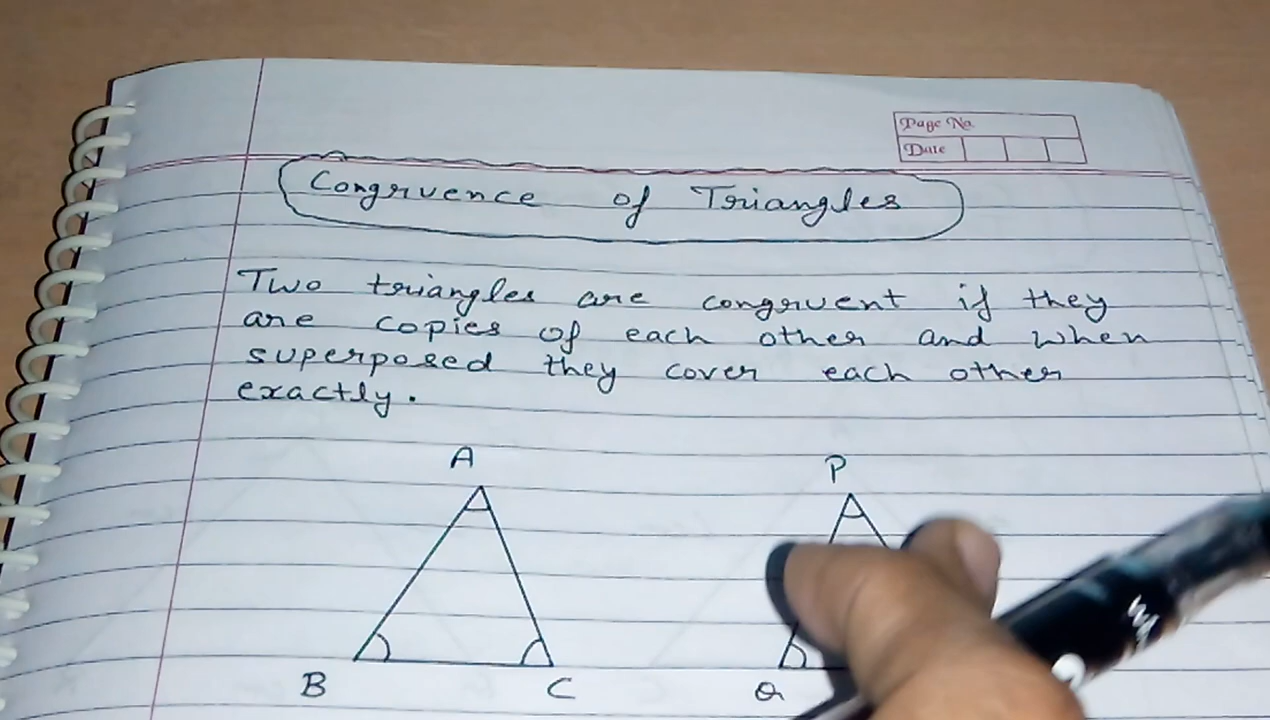 Page No.
Date
Congruence of Triangles
Two triangles are congruent if they
are copies of each other and when
superposed they cover each other
exactly.
A
P
B
C
Q